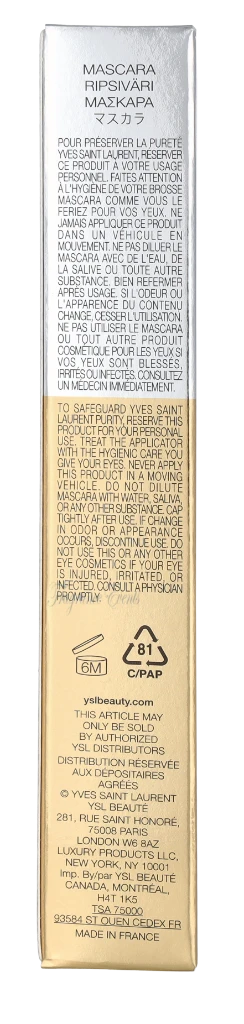 MASCARA
RIPSIVÄRI
ΜΑΣΚΑΡΑ
マスカラ
POUR PRÉSERVER LA PURETÉ
YVES SAINT LAURENT, RESERVER
CE PRODUIT À VOTRE USAGE
PERSONNEL. FAITES ATTENTION
À L'HYGIÈNE DE VOTRE BROSSE
MASCARA COMME VOUS LE
FERIEZ POUR VOS YEUX. NE
JAMAIS APPLIQUER CE PRODUIT
DANS UN VÉHICULE EN
MOUVEMENT. NE PAS DILUER LE
MASCARA AVEC DE L'EAU, DE
LA SALIVE OU TOUTE AUTRE
SUBSTANCE. BIEN REFERMER
APRÈS USAGE. SI L'ODEUR OU
L'APPARENCE DU CONTENU
CHANGE, CESSER L'UTILISATION.
NE PAS UTILISER LE MASCARA
OU TOUT AUTRE PRODUIT
COSMÉTIQUE POUR LES YEUX SI
VOS YEUX SONT BLESSÉS,
IRRITÉS OU INFECTÉS. CONSULTEZ
UN MEDECIN IMMÉDIATEMENT.
TO SAFEGUARD YVES SAINT
LAURENT PURITY, RESERVE THIS
PRODUCT FOR YOUR PERSONAL
USE. TREAT THE APPLICATOR
WITH THE HYGIENIC CARE YOU
GIVE YOUR EYES. NEVER APPLY
THIS PRODUCT IN A MOVING
VEHICLE. DO NOT DILUTE
MASCARA WITH WATER, SALIVA,
OR ANY OTHER SUBSTANCE. CAP
TIGHTLY AFTER USE. IF CHANGE
IN ODOR OR APPEARANCE
OCCURS, DISCONTINUE USE. DO
NOT USE THIS OR ANY OTHER
EYE COSMETICS IF YOUR EYE
IS INJURED, IRRITATED, OR
INFECTED. CONSULT A PHYSICIAN
PROMPTLY.
6M
81
C/PAP
yslbeauty.com
THIS ARTICLE MAY
ONLY BE SOLD
BY AUTHORIZED
YSL DISTRIBUTORS
DISTRIBUTION RÉSERVÉE
AUX DÉPOSITAIRES
AGRÉÉS
© YVES SAINT LAURENT
YSL BEAUTÉ
281, RUE SAINT HONORÉ,
75008 PARIS
LONDON W6 8AZ
LUXURY PRODUCTS LLC,
NEW YORK, NY 10001
Imp. By/par YSL BEAUTÉ
CANADA, MONTRÉAL,
H4T 1K5
TSA 75000
93584 ST OUEN CEDEX FR
MADE IN FRANCE